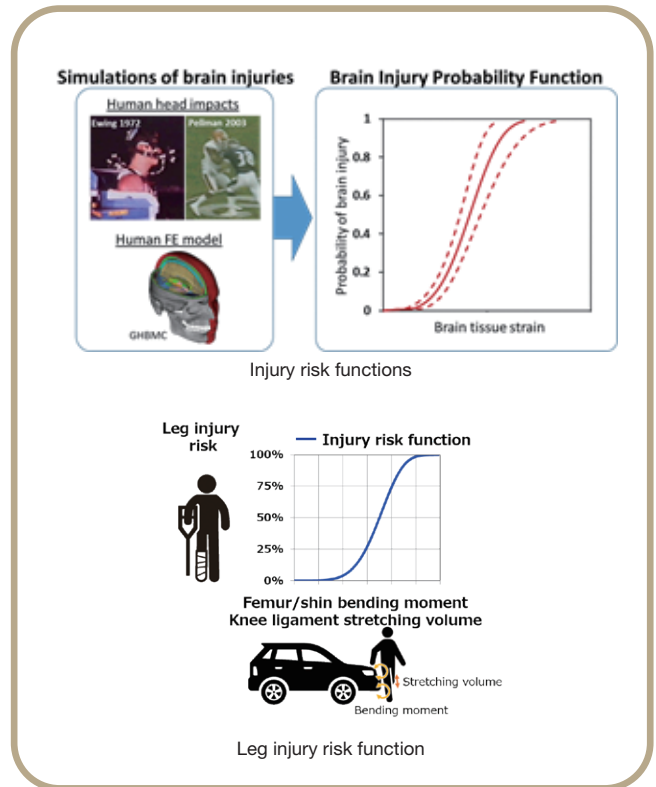 Simulations of brain injuries
Human head impacts
Ewing 1972
Pellman 2003
Human FE model
GHBMC
Brain Injury Probability Function
Probability of brain injury
1
0.8
0.6
0.4
0.2
0
Brain tissue strain
Injury risk functions
Leg injury
risk
Injury risk function
100%
75%
50%
25%
0%
Femur/shin bending moment
Knee ligament stretching volume
Stretching volume
Bending moment
Leg injury risk function